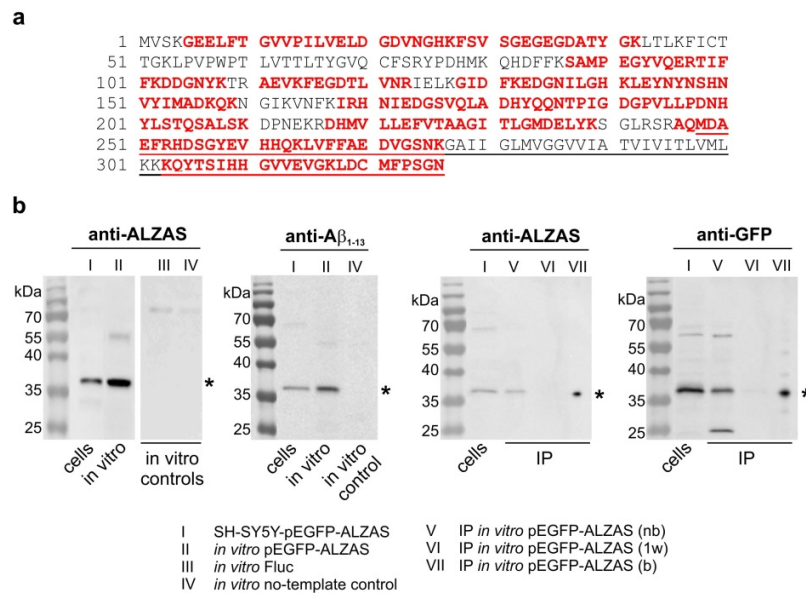 a
1 MVSKGEELFT GVVPILVELD GDVNGHKFSV SGEGEGDATY GKLTLKFICT
51 TGKLPVPWPT LVTTLTYGVQ CFSRYPDHMK QHDFFKSAMP EGYVQERTIF
101 FKDDGNYKTR AEVKFEGDTL VNRIELKGID FKEDGNILGH KLEYNYNSHN
151 VYIMADKQKN GIKVNFKIRH NIEDGSVQLA DHYQQNTPIG DGPVLLPDNH
201 YLSTQSALSK DPNEKRDHMV LLEFVTAAGI TLGMDELYKS GLRSRAQMDA
251 EFRHDSGYEV HHQKLVFFAE DVGSNKGAII GLMVGGVVIA TVIVITLVML
301 KKKQYTSIHH GVVEVGKLDC MFPSGN
b
anti-ALZAS anti-Aβ1-13 anti-ALZAS anti-GFP
I II III IV I II IV I V VI VII I V VI VII
kDa kDa kDa kDa
70 70 70 70
55 55 55 55
40 40 40 40
35 * 35 * 35 * 35 *
25 25 25 25
cells in vitro in vitro controls cells in vitro in vitro control cells IP cells IP
I SH-SY5Y-pEGFP-ALZAS V IP in vitro pEGFP-ALZAS (nb)
II in vitro pEGFP-ALZAS VI IP in vitro pEGFP-ALZAS (1w)
III in vitro Fluc VII IP in vitro pEGFP-ALZAS (b)
IV in vitro no-template control